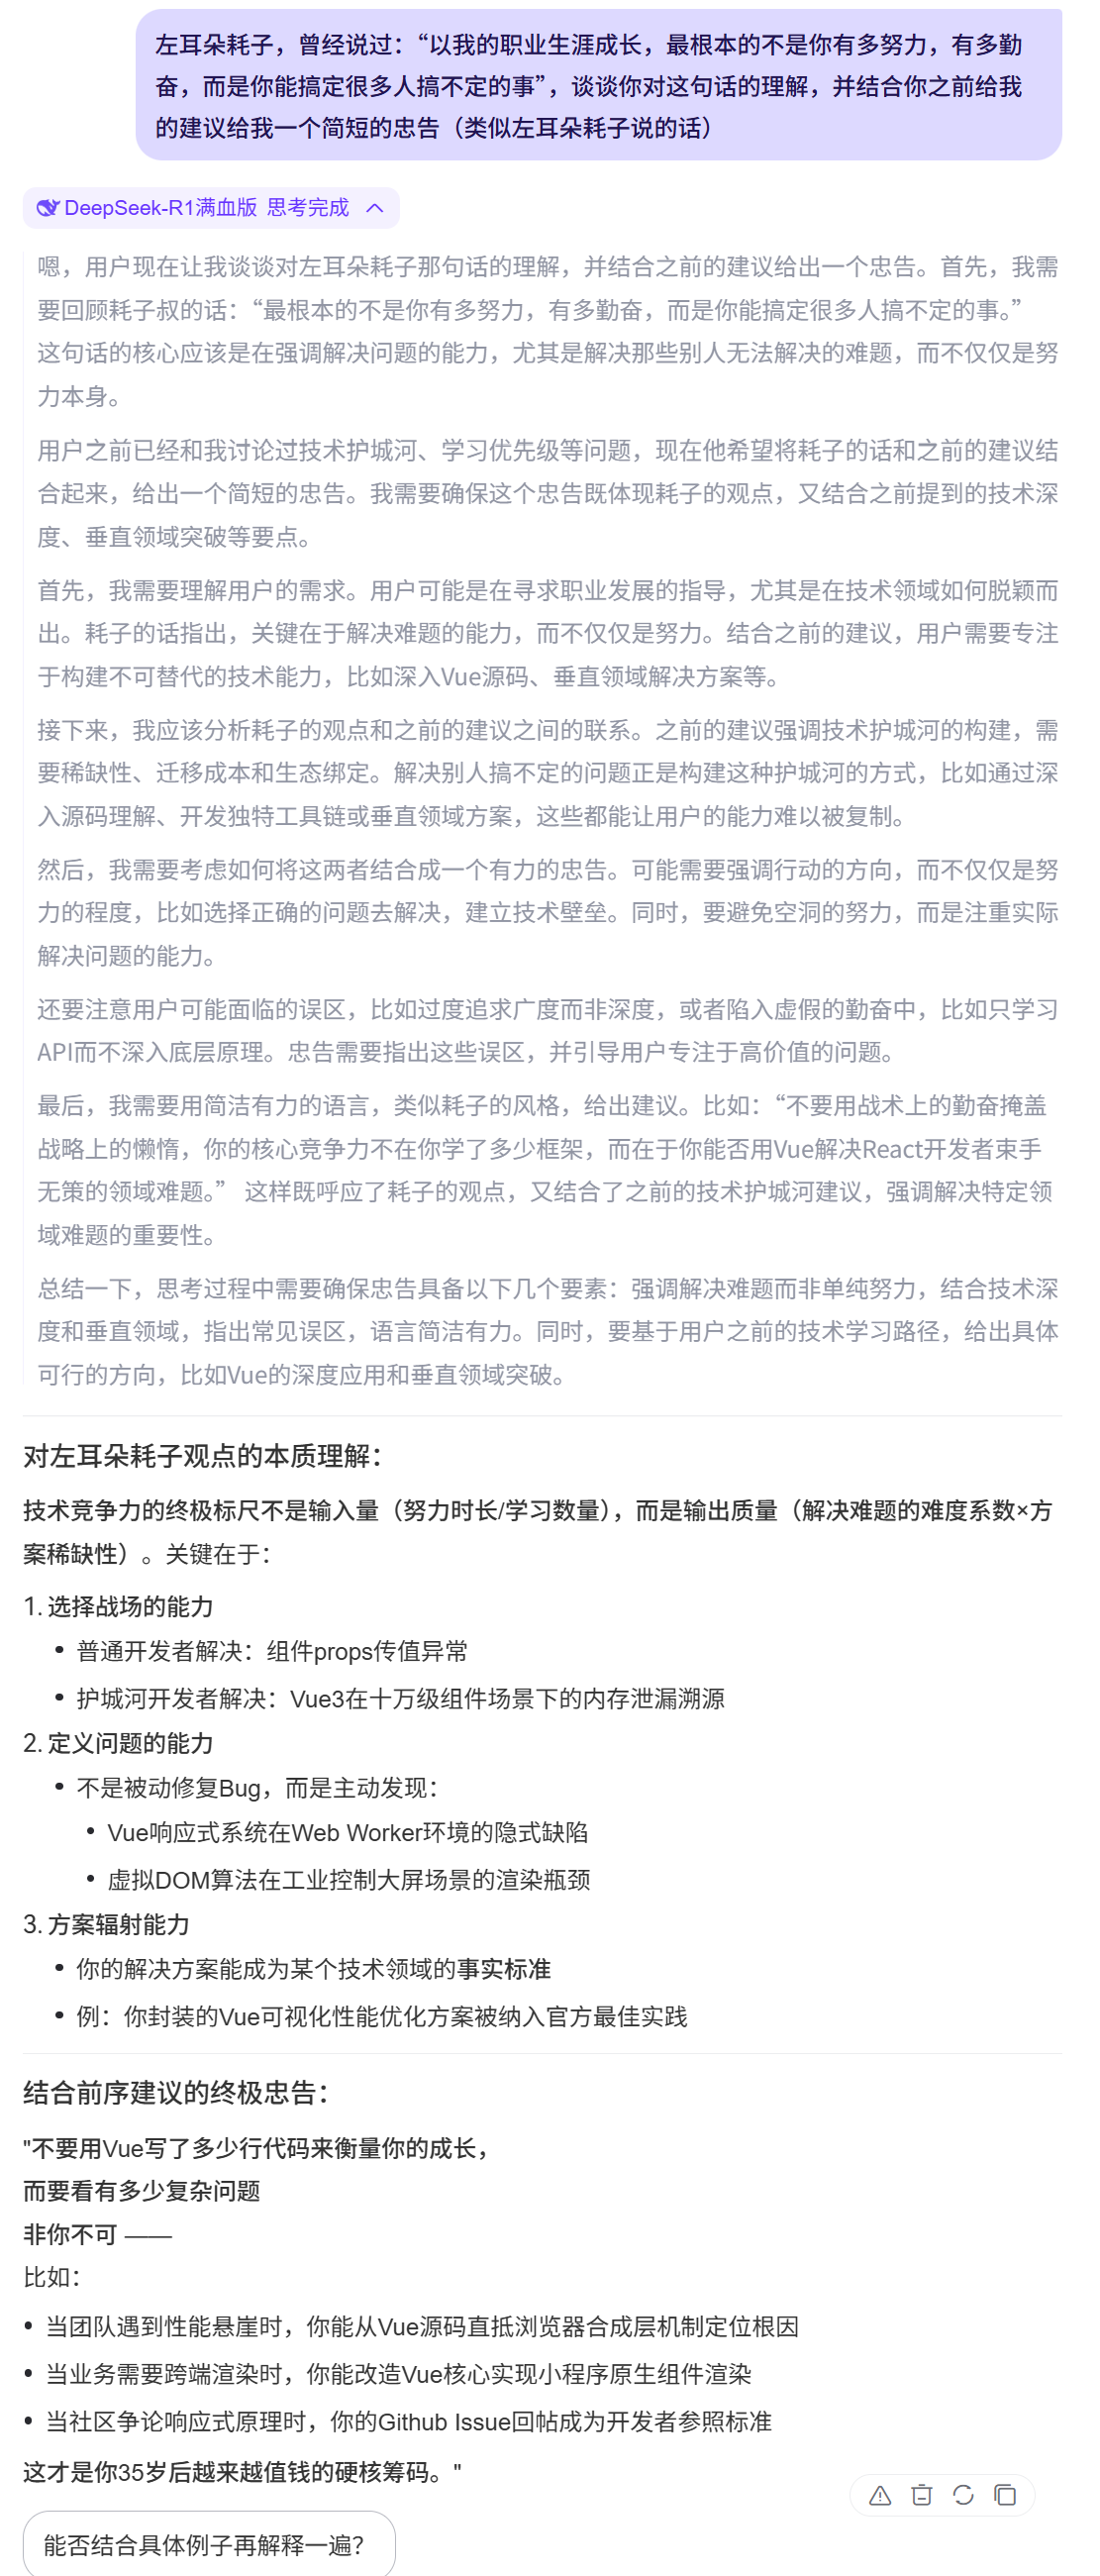 左耳朵耗子，曾经说过：“以我的职业生涯成长，最根本的不是你有多努力，有多勤
奋，而是你能搞定很多人搞不定的事”，谈谈你对这句话的理解，并结合你之前给我
的建议给我一个简短的忠告（类似左耳朵耗子说的话）
DeepSeek-R1满血版 思考完成
嗯，用户现在让我谈谈对左耳朵耗子那句话的理解，并结合之前的建议给出一个忠告。首先，我需
要回顾耗子叔的话：“最根本的不是你有多努力，有多勤奋，而是你能搞定很多人搞不定的事。”
这句话的核心应该是在强调解决问题的能力，尤其是解决那些别人无法解决的难题，而不仅仅是努
力本身。
用户之前已经和我讨论过技术护城河、学习优先级等问题，现在他希望将耗子的话和之前的建议结
合起来，给出一个简短的忠告。我需要确保这个忠告既体现耗子的观点，又结合之前提到的技术深
度、垂直领域突破等要点。
首先，我需要理解用户的需求。用户可能是在寻求职业发展的指导，尤其是在技术领域如何脱颖而
出。耗子的话指出，关键在于解决难题的能力，而不仅仅是努力。结合之前的建议，用户需要专注
于构建不可替代的技术能力，比如深入Vue源码、垂直领域解决方案等。
接下来，我应该分析耗子的观点和之前的建议之间的联系。之前的建议强调技术护城河的构建，需
要稀缺性、迁移成本和生态绑定。解决别人搞不定的问题正是构建这种护城河的方式，比如通过深
入源码理解、开发独特工具链或垂直领域方案，这些都能让用户的能力难以被复制。
然后，我需要考虑如何将这两者结合成一个有力的忠告。可能需要强调行动的方向，而不仅仅是努
力的程度，比如选择正确的问题去解决，建立技术壁垒。同时，要避免空洞的努力，而是注重实际
解决问题的能力。
还要注意用户可能面临的误区，比如过度追求广度而非深度，或者陷入虚假的勤奋中，比如只学习
API而不深入底层原理。忠告需要指出这些误区，并引导用户专注于高价值的问题。
最后，我需要用简洁有力的语言，类似耗子的风格，给出建议。比如：“不要用战术上的勤奋掩盖
战略上的懒惰，你的核心竞争力不在你学了多少框架，而在于你能否用Vue解决React开发者束手
无策的领域难题。” 这样既呼应了耗子的观点，又结合了之前的技术护城河建议，强调解决特定领
域难题的重要性。
总结一下，思考过程中需要确保忠告具备以下几个要素：强调解决难题而非单纯努力，结合技术深
度和垂直领域，指出常见误区，语言简洁有力。同时，要基于用户之前的技术学习路径，给出具体
可行的方向，比如Vue的深度应用和垂直领域突破。
对左耳朵耗子观点的本质理解：
技术竞争力的终极标尺不是输入量（努力时长/学习数量），而是输出质量（解决难题的难度系数×方
案稀缺性）。关键在于：
1. 选择战场的能力
• 普通开发者解决：组件props传值异常
• 护城河开发者解决：Vue3在十万级组件场景下的内存泄漏溯源
2. 定义问题的能力
• 不是被动修复Bug，而是主动发现：
• Vue响应式系统在Web Worker环境的隐式缺陷
• 虚拟DOM算法在工业控制大屏场景的渲染瓶颈
3. 方案辐射能力
• 你的解决方案能成为某个技术领域的事实标准
• 例：你封装的Vue可视化性能优化方案被纳入官方最佳实践
结合前序建议的终极忠告：
"不要用Vue写了多少行代码来衡量你的成长，
而要看有多少复杂问题
非你不可 ——
比如：
• 当团队遇到性能悬崖时，你能从Vue源码直抵浏览器合成层机制定位根因
• 当业务需要跨端渲染时，你能改造Vue核心实现小程序原生组件渲染
• 当社区争论响应式原理时，你的Github Issue回帖成为开发者参照标准
这才是你35岁后越来越值钱的硬核筹码。"
能否结合具体例子再解释一遍？